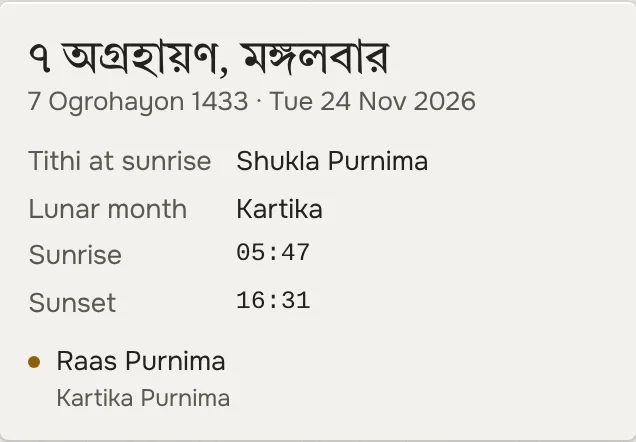 ৭ অগ্রহায়ণ, মঙ্গলবার
7 Ogrohayon 1433 · Tue 24 Nov 2026
Tithi at sunrise Shukla Purnima
Lunar month Kartika
Sunrise 05:47
Sunset 16:31
Raas Purnima
Kartika Purnima